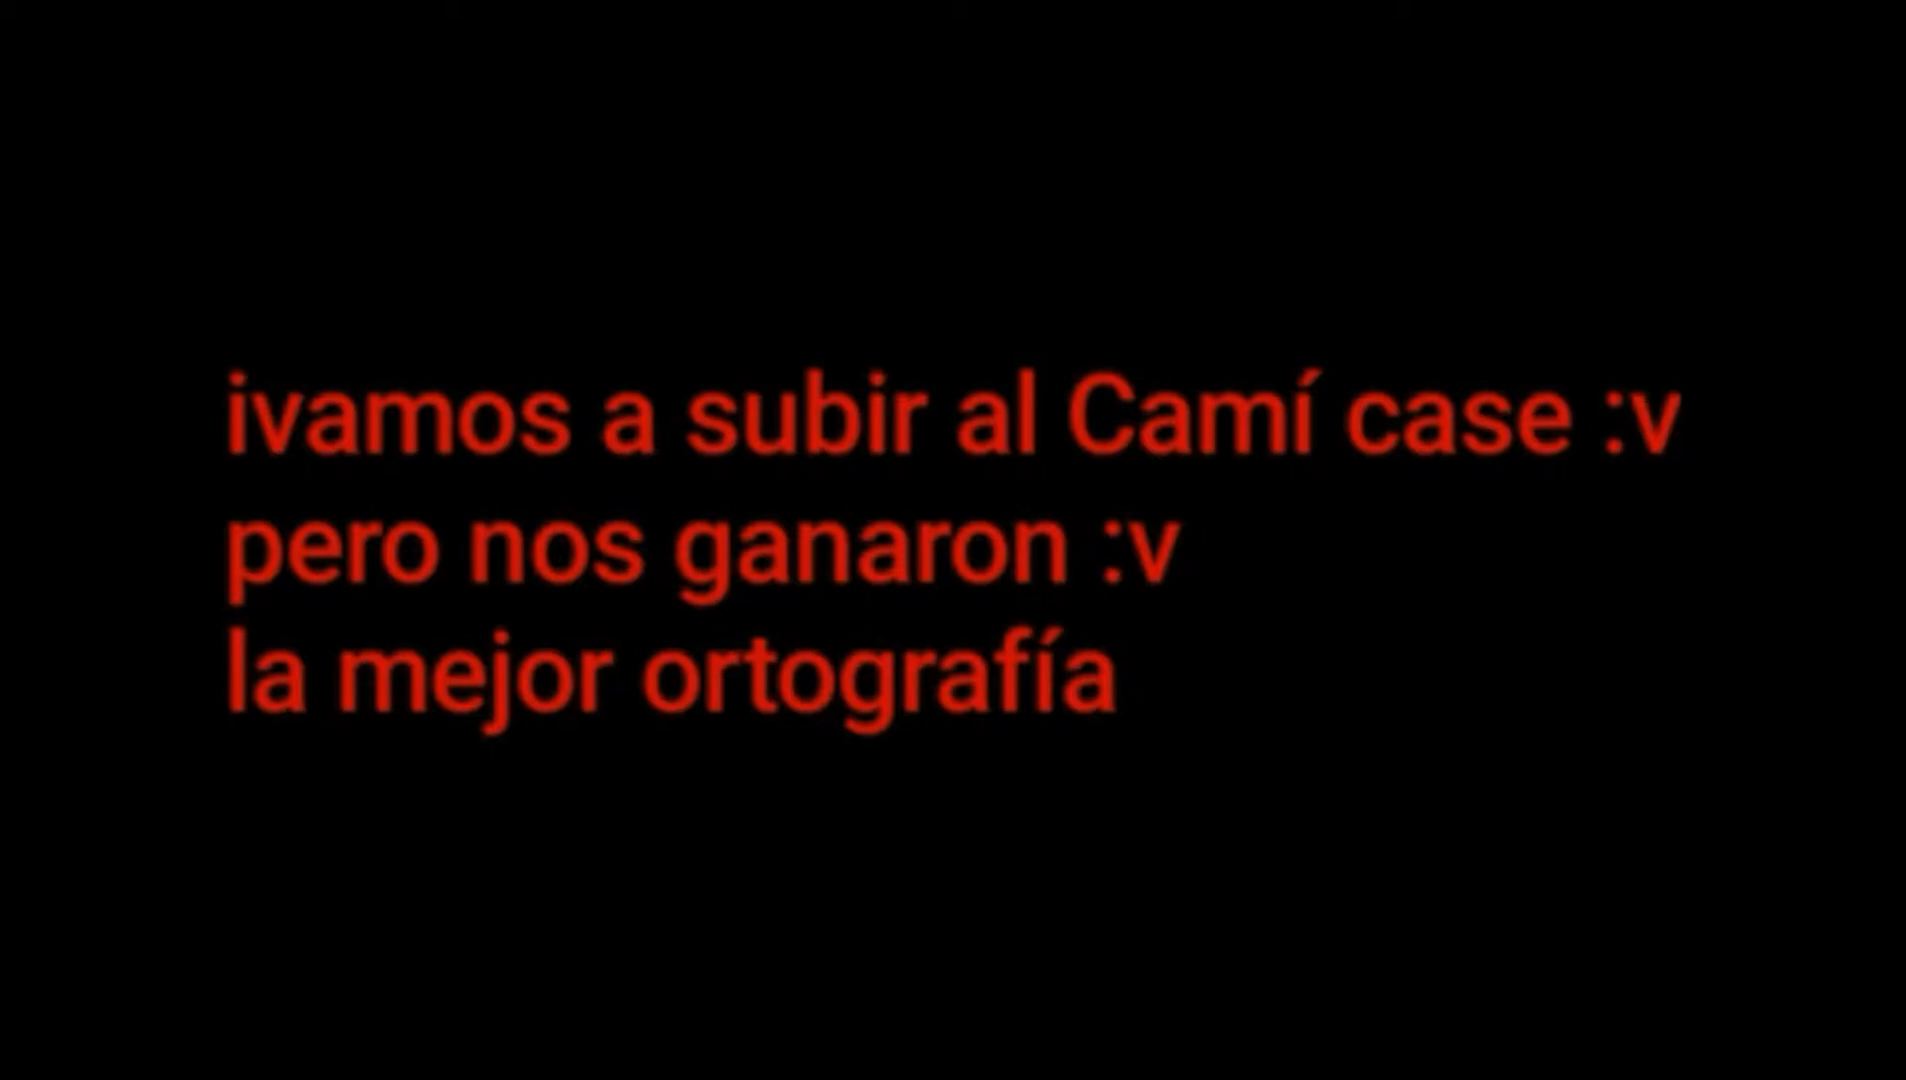 ivamos a subir al Camí case :v
pero nos ganaron :v
la mejor ortografía